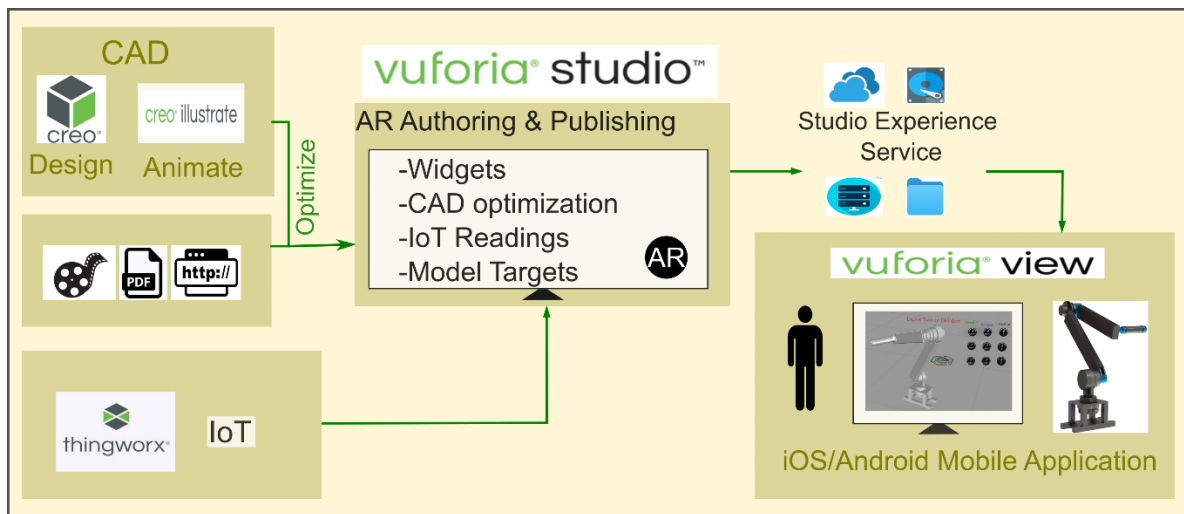 CAD
creo®
creo® illustrate
Design
Animate
Optimize
PDF
http://
thingworx®
IoT
vuforia® studio™
AR Authoring & Publishing
-Widgets
-CAD optimization
-IoT Readings
-Model Targets
AR
Studio Experience
Service
vuforia® view
iOS/Android Mobile Application